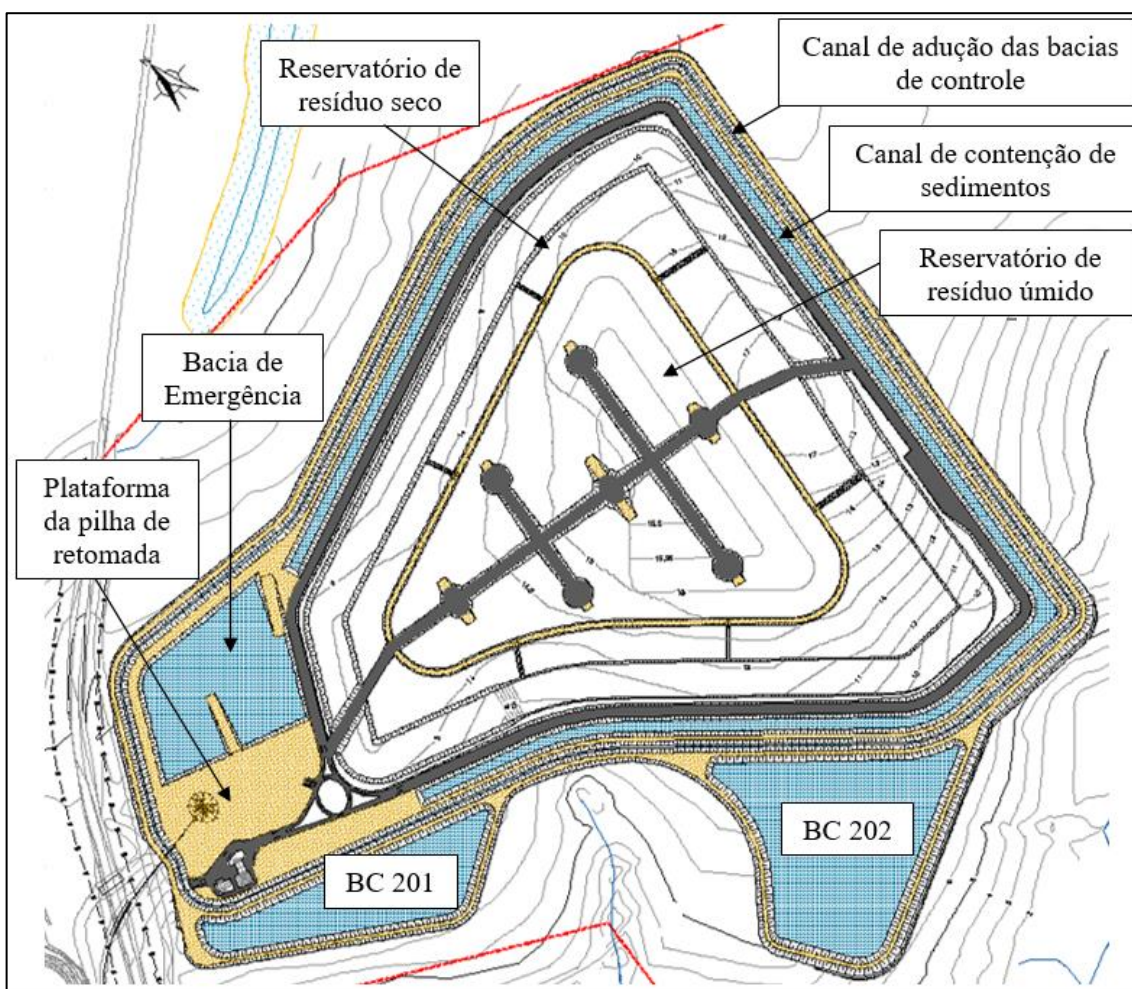 Reservatório de
resíduo seco
Canal de adução das bacias
de controle
Canal de contenção de
sedimentos
Reservatório de
resíduo úmido
Bacia de
Emergência
Plataforma
da pilha de
retomada
BC 201
BC 202